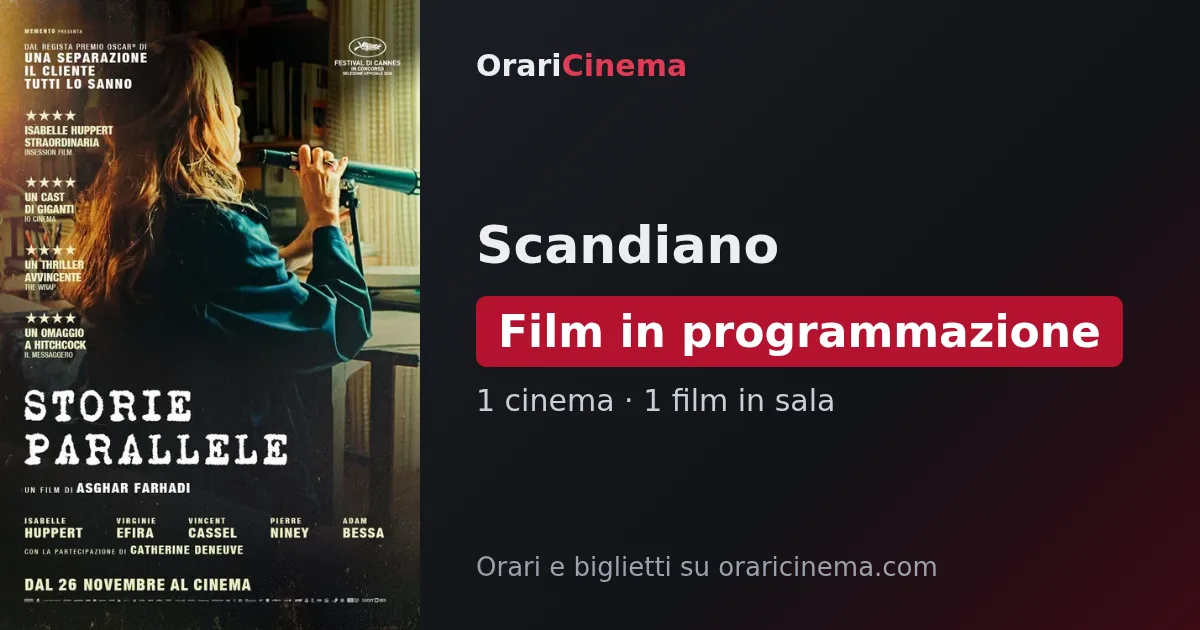 MEMENTO PRESENTA
DAL REGISTA PREMIO OSCAR® DI
UNA SEPARAZIONE
IL CLIENTE
TUTTI LO SANNO
FESTIVAL DI CANNES
IN CONCORSO
★★★★
ISABELLE HUPPERT
STRAORDINARIA
INSESSION FILM
★★★★
UN CAST
DI GIGANTI
IO CINEMA
★★★★
UN THRILLER
AVVINCENTE
THE WRAP
★★★★
UN OMAGGIO
A HITCHCOCK
IL MESSAGGERO
STORIE
PARALLELE
UN FILM DI ASGHAR FARHADI
ISABELLE HUPPERT
VIRGINIE EFIRA
VINCENT CASSEL
PIERRE NINEY
ADAM BESSA
CON LA PARTECIPAZIONE DI CATHERINE DENEUVE
DAL 26 NOVEMBRE AL CINEMA
OrariCinema
Scandiano
Film in programmazione
1 cinema · 1 film in sala
Orari e biglietti su oraricinema.com